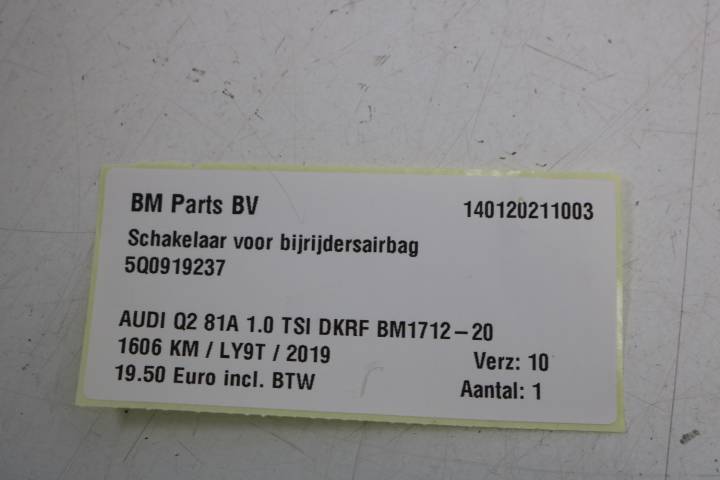 BM Parts BV 140120211003
Schakelaar voor bijrijdersairbag
5Q0919237
AUDI Q2 81A 1.0 TSI DKRF BM1712-20
1606 KM / LY9T / 2019 Verz: 10
19.50 Euro incl. BTW Aantal: 1